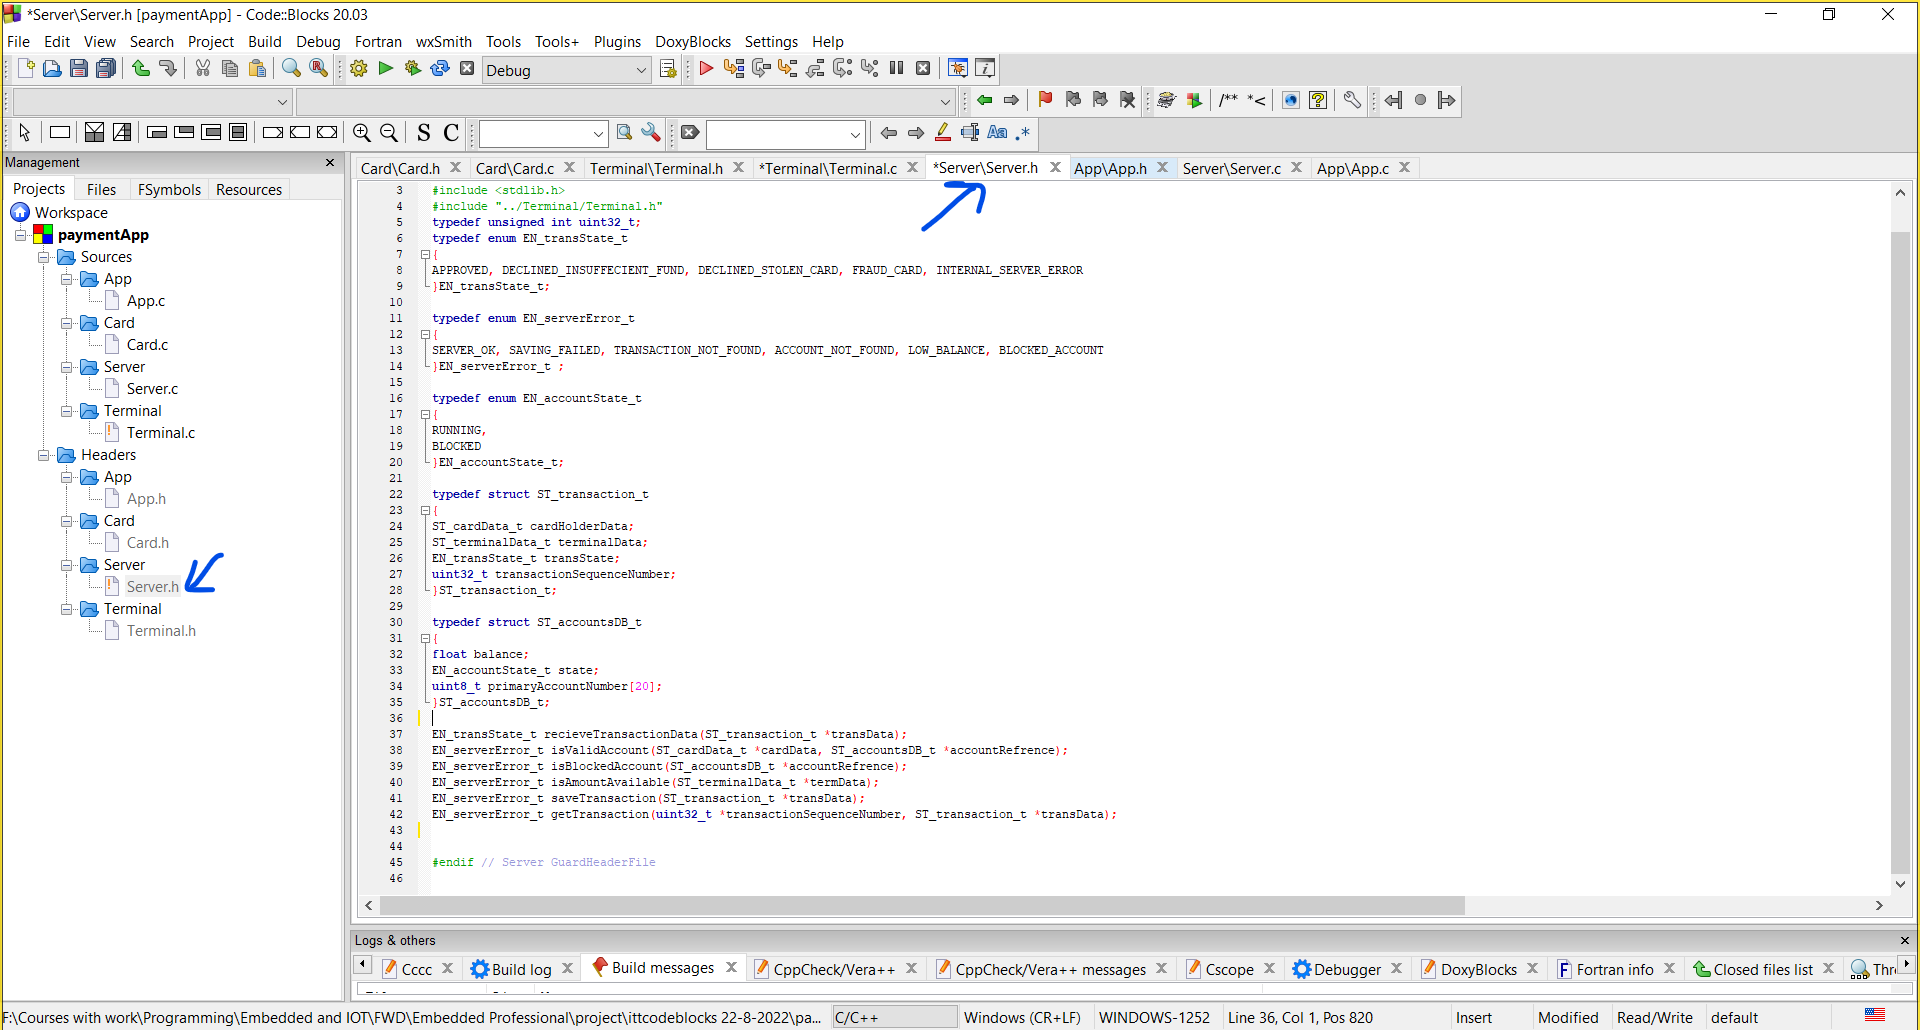 *Server\Server.h [paymentApp] - Code::Blocks 20.03
File Edit View Search Project Build Debug Fortran wxSmith Tools Tools+ Plugins DoxyBlocks Settings Help
Debug
/** *<
S C
Aa .*
Management
Projects Files FSymbols Resources
Workspace
paymentApp
Sources
App
App.c
Card
Card.c
Server
Server.c
Terminal
Terminal.c
Headers
App
App.h
Card
Card.h
Server
Server.h
Terminal
Terminal.h
Card\Card.h Card\Card.c Terminal\Terminal.h *Terminal\Terminal.c *Server\Server.h App\App.h Server\Server.c App\App.c
3 #include <stdlib.h>
4 #include "../Terminal/Terminal.h"
5 typedef unsigned int uint32_t;
6 typedef enum EN_transState_t
7 {
8 APPROVED, DECLINED_INSUFFECIENT_FUND, DECLINED_STOLEN_CARD, FRAUD_CARD, INTERNAL_SERVER_ERROR
9 }EN_transState_t;
10
11 typedef enum EN_serverError_t
12 {
13 SERVER_OK, SAVING_FAILED, TRANSACTION_NOT_FOUND, ACCOUNT_NOT_FOUND, LOW_BALANCE, BLOCKED_ACCOUNT
14 }EN_serverError_t ;
15
16 typedef enum EN_accountState_t
17 {
18 RUNNING,
19 BLOCKED
20 }EN_accountState_t;
21
22 typedef struct ST_transaction_t
23 {
24 ST_cardData_t cardHolderData;
25 ST_terminalData_t terminalData;
26 EN_transState_t transState;
27 uint32_t transactionSequenceNumber;
28 }ST_transaction_t;
29
30 typedef struct ST_accountsDB_t
31 {
32 float balance;
33 EN_accountState_t state;
34 uint8_t primaryAccountNumber[20];
35 }ST_accountsDB_t;
36
37 EN_transState_t recieveTransactionData(ST_transaction_t *transData);
38 EN_serverError_t isValidAccount(ST_cardData_t *cardData, ST_accountsDB_t *accountRefrence);
39 EN_serverError_t isBlockedAccount(ST_accountsDB_t *accountRefrence);
40 EN_serverError_t isAmountAvailable(ST_terminalData_t *termData);
41 EN_serverError_t saveTransaction(ST_transaction_t *transData);
42 EN_serverError_t getTransaction(uint32_t *transactionSequenceNumber, ST_transaction_t *transData);
43
44
45 #endif // Server GuardHeaderFile
46
Logs & others
Cccc Build log Build messages CppCheck/Vera++ CppCheck/Vera++ messages Cscope Debugger DoxyBlocks Fortran info Closed files list
F:\Courses with work\Programming\Embedded and IOT\FWD\Embedded Professional\project\ittcodeblocks 22-8-2022\pa... C/C++ Windows (CR+LF) WINDOWS-1252 Line 36, Col 1, Pos 820 Insert Modified Read/Write default